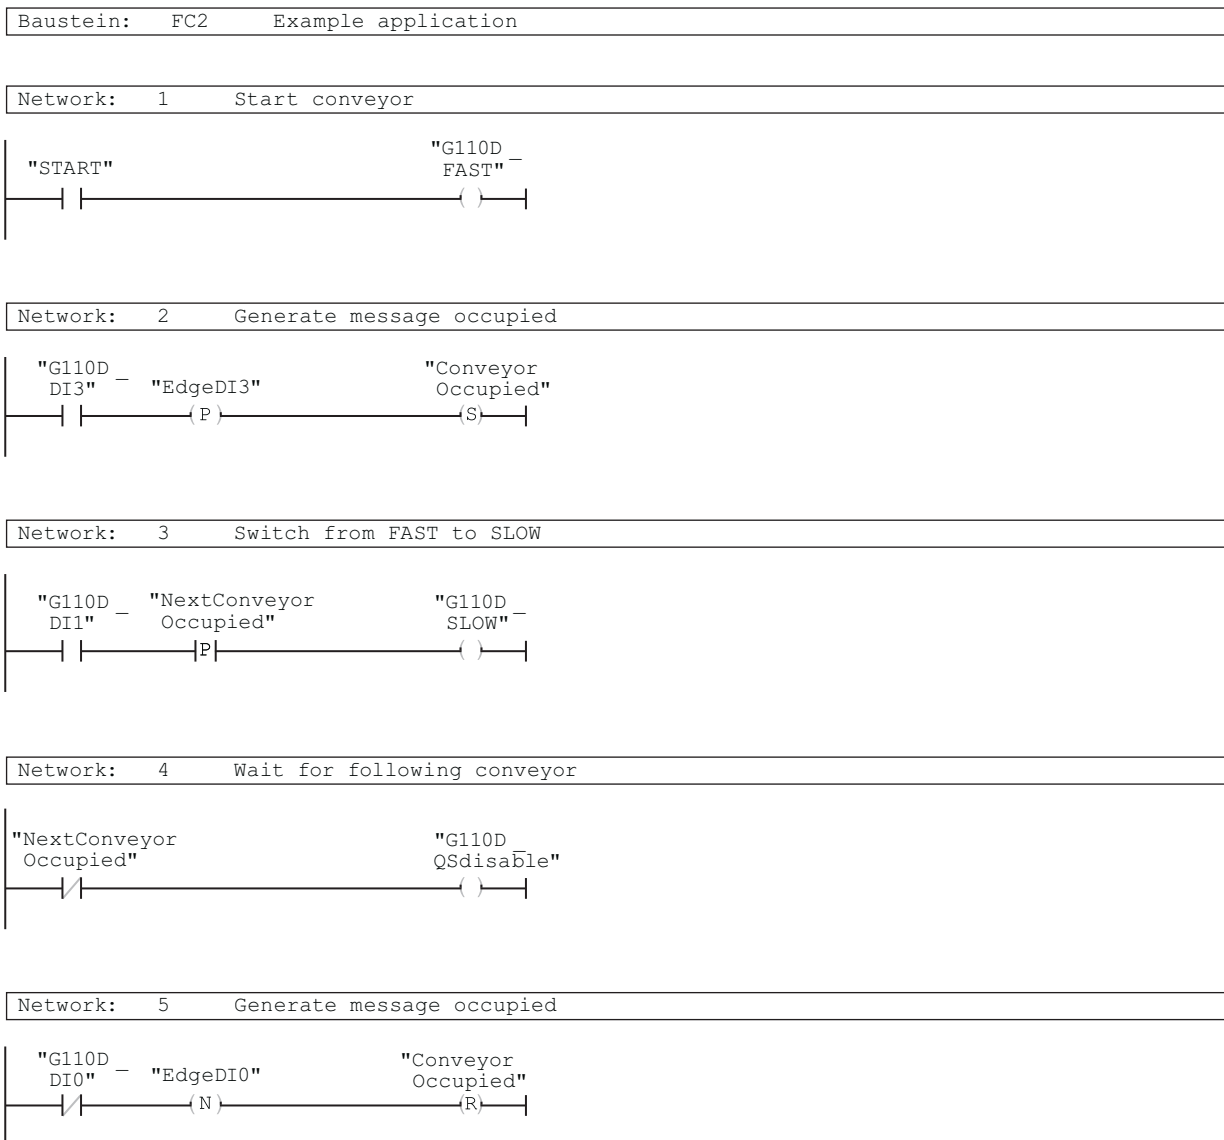 Baustein: FC2 Example application
Network: 1 Start conveyor
"START"
"G110D_
FAST"
( )
Network: 2 Generate message occupied
"G110D_
DI3"
"EdgeDI3"
"Conveyor
Occupied"
(P)
(S)
Network: 3 Switch from FAST to SLOW
"G110D_
DI1"
"NextConveyor
Occupied"
"G110D_
SLOW"
P
( )
Network: 4 Wait for following conveyor
"NextConveyor
Occupied"
"G110D_
QSdisable"
( )
Network: 5 Generate message occupied
"G110D_
DI0"
"EdgeDI0"
"Conveyor
Occupied"
(N)
(R)